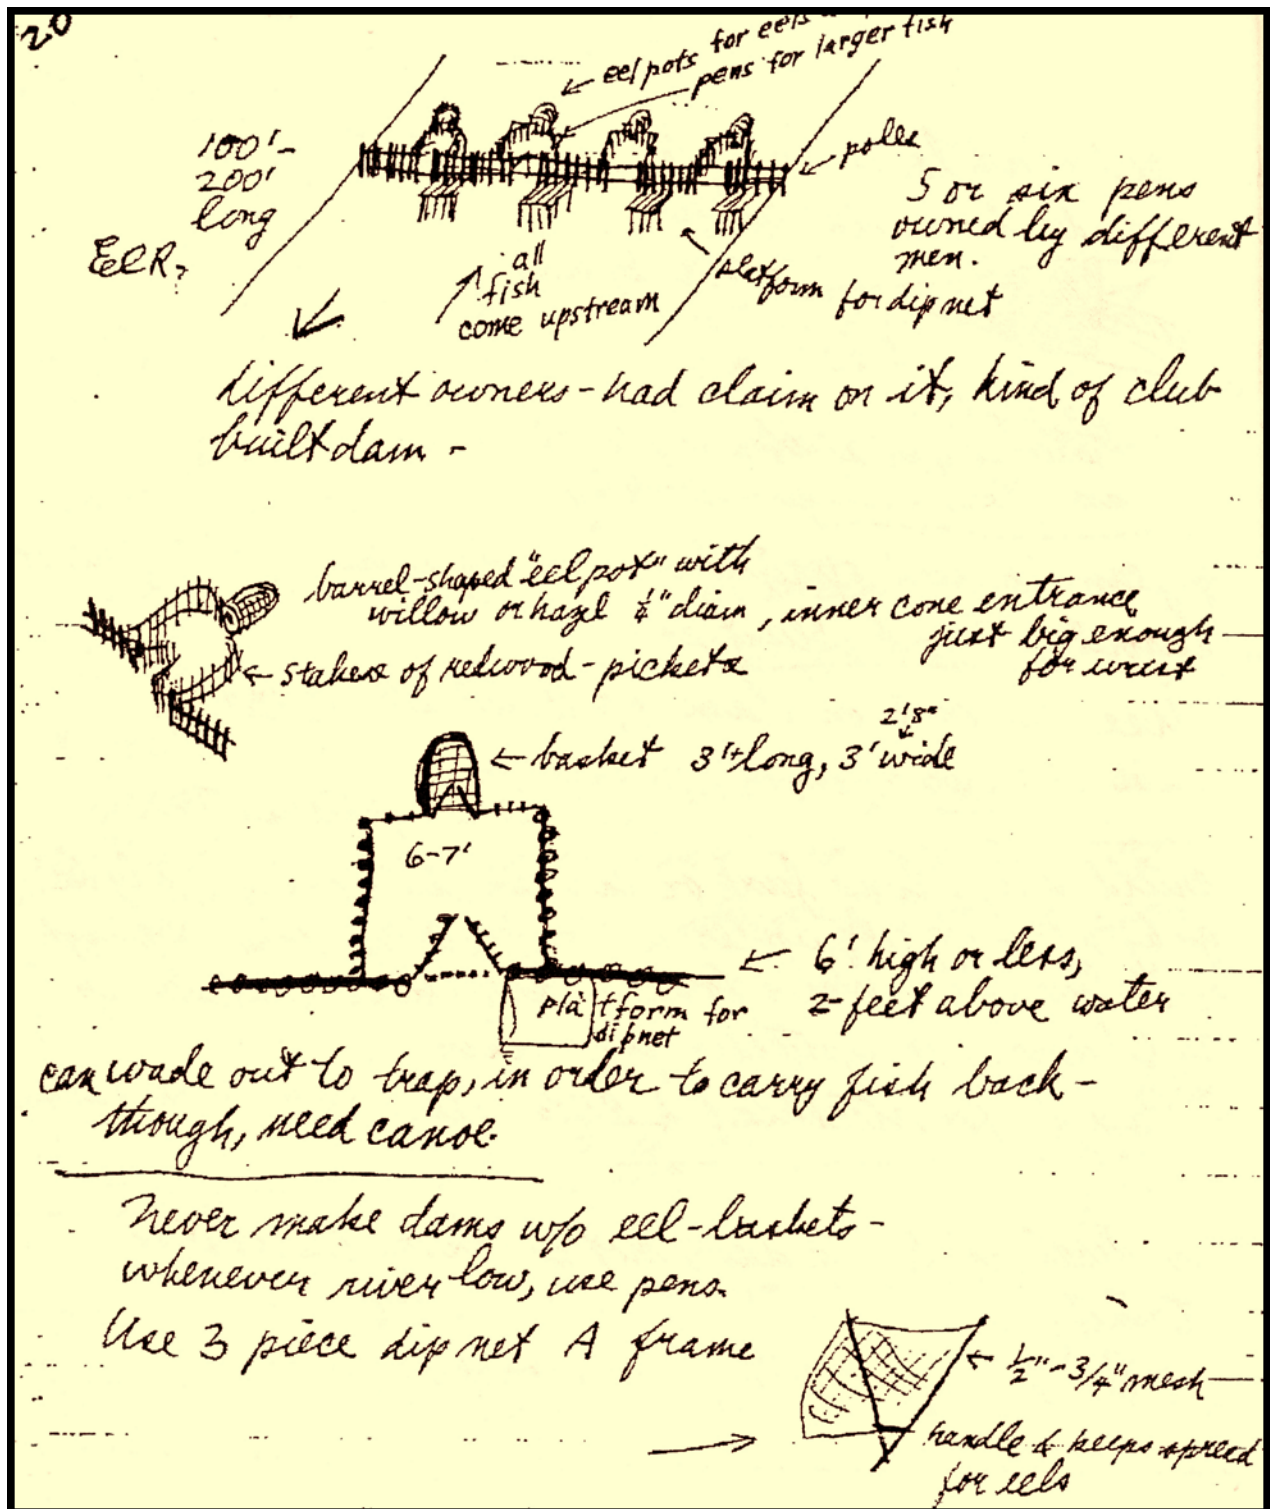 20
eel pots for eels
pens for larger fish
100'-
200'
long
polls
5 or six pens
owned by different
men.
Eel R.
all
fish
come upstream
platform for dip net
different owners - had claim on it, kind of club
built dam -
barrel-shaped "eel pot" with
willow or hazel ¼" diam, inner cone entrance
just big enough
for wrist
← stakes of redwood - pickets
2'8"
← basket 3'+ long, 3' wide
6-7'
← 6' high or less,
2-feet above water
platform for
dipnet
can wade out to trap, in order to carry fish back -
though, need canoe.
Never make dams w/o eel-baskets -
whenever river low, use pens.
Use 3 piece dip net A frame
← ½" - 3/4" mesh
handle & keeps spread
for eels